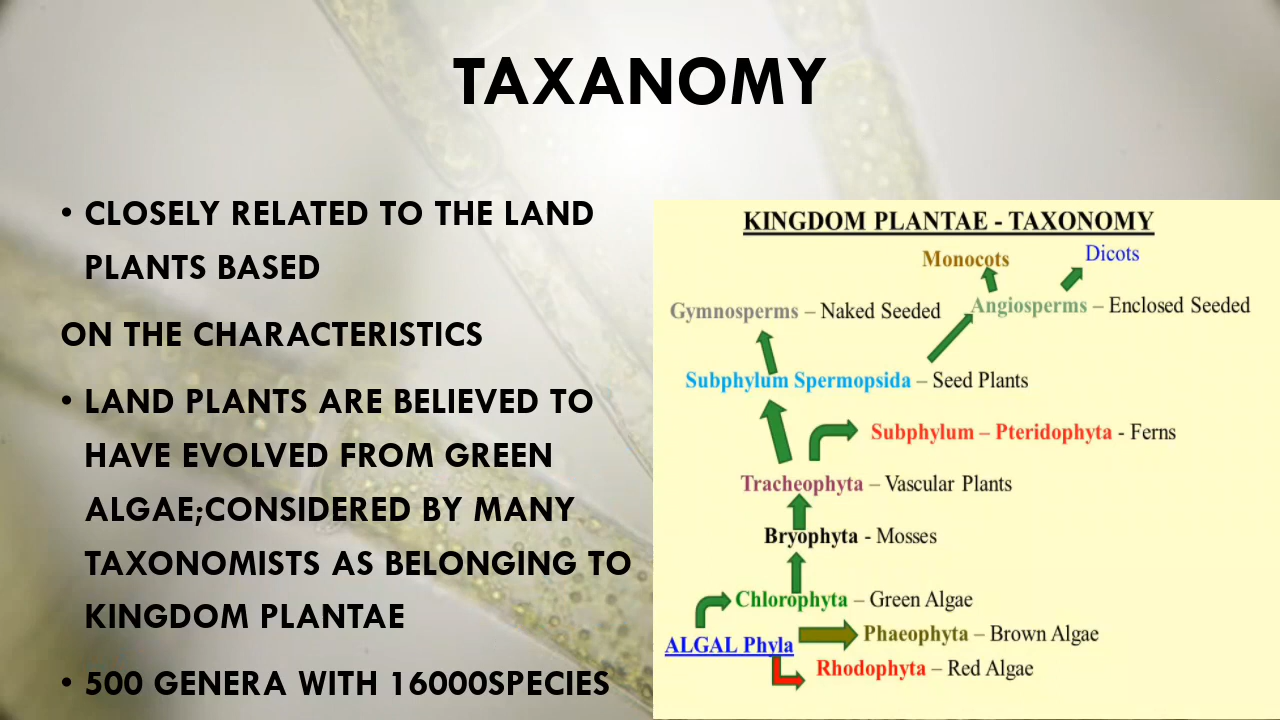 TAXANOMY
• CLOSELY RELATED TO THE LAND
PLANTS BASED
ON THE CHARACTERISTICS
• LAND PLANTS ARE BELIEVED TO
HAVE EVOLVED FROM GREEN
ALGAE;CONSIDERED BY MANY
TAXONOMISTS AS BELONGING TO
KINGDOM PLANTAE
• 500 GENERA WITH 16000SPECIES
KINGDOM PLANTAE - TAXONOMY
Monocots
Dicots
Gymnosperms – Naked Seeded
Angiosperms – Enclosed Seeded
Subphylum Spermopsida – Seed Plants
Subphylum – Pteridophyta - Ferns
Tracheophyta – Vascular Plants
Bryophyta - Mosses
Chlorophyta – Green Algae
ALGAL Phyla
Phaeophyta – Brown Algae
Rhodophyta – Red Algae